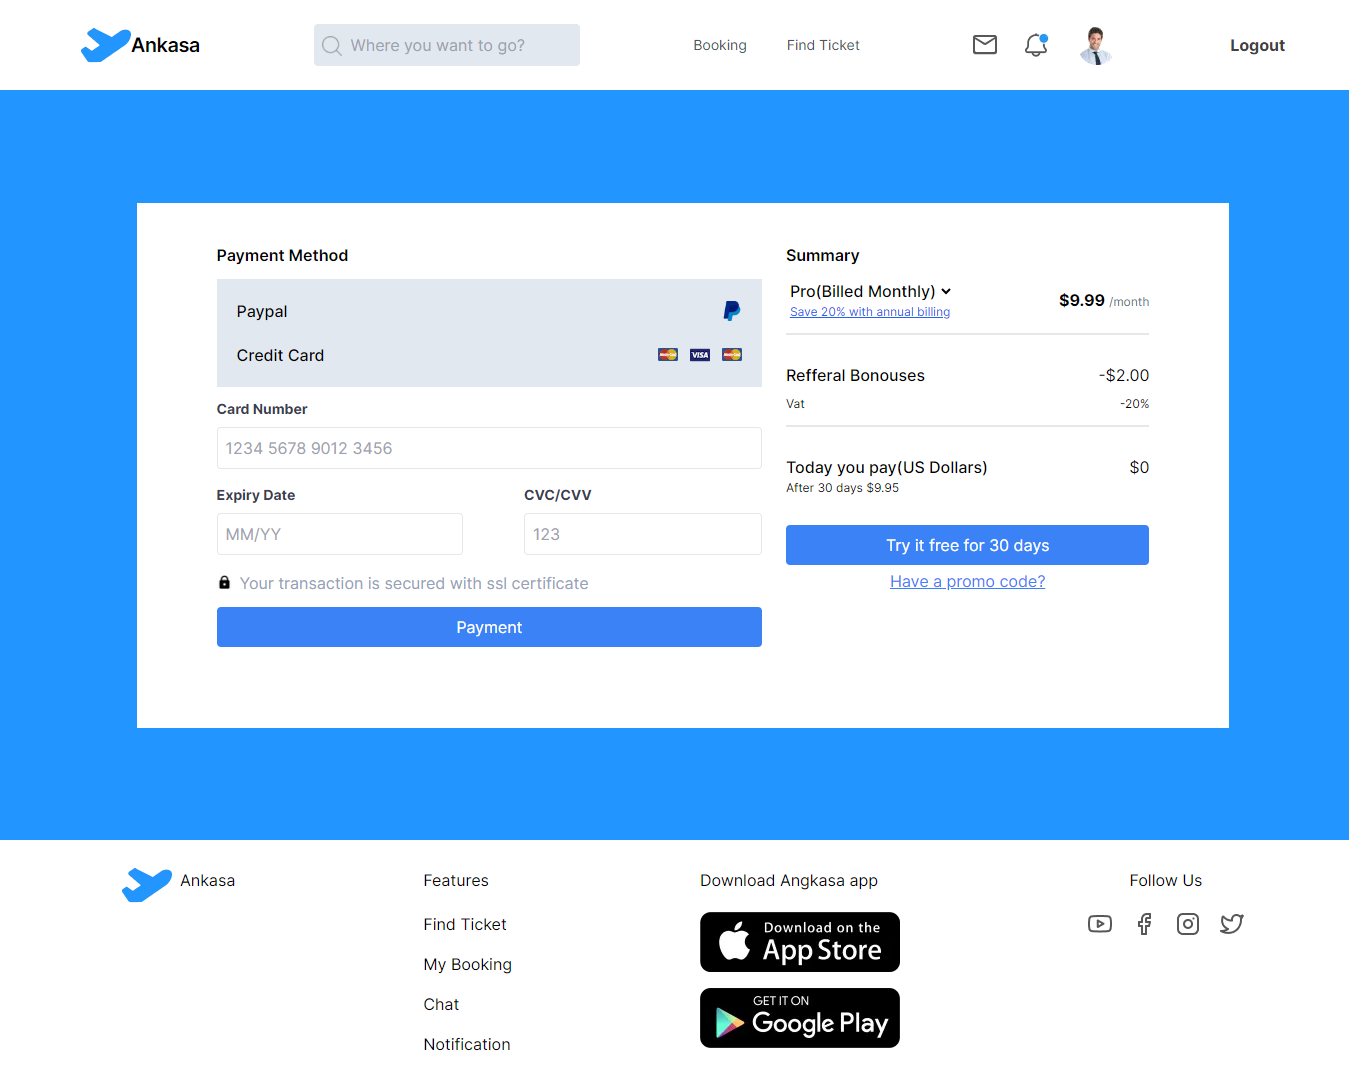 Ankasa
Where you want to go?
Booking
Find Ticket
Logout
Payment Method
Paypal
Credit Card
VISA
Card Number
1234 5678 9012 3456
Expiry Date
CVC/CVV
MM/YY
123
Your transaction is secured with ssl certificate
Payment
Summary
Pro(Billed Monthly)
Save 20% with annual billing
$9.99 /month
Refferal Bonouses
-$2.00
Vat
-20%
Today you pay(US Dollars)
$0
After 30 days $9.95
Try it free for 30 days
Have a promo code?
Ankasa
Features
Find Ticket
My Booking
Chat
Notification
Download Angkasa app
Download on the
App Store
GET IT ON
Google Play
Follow Us